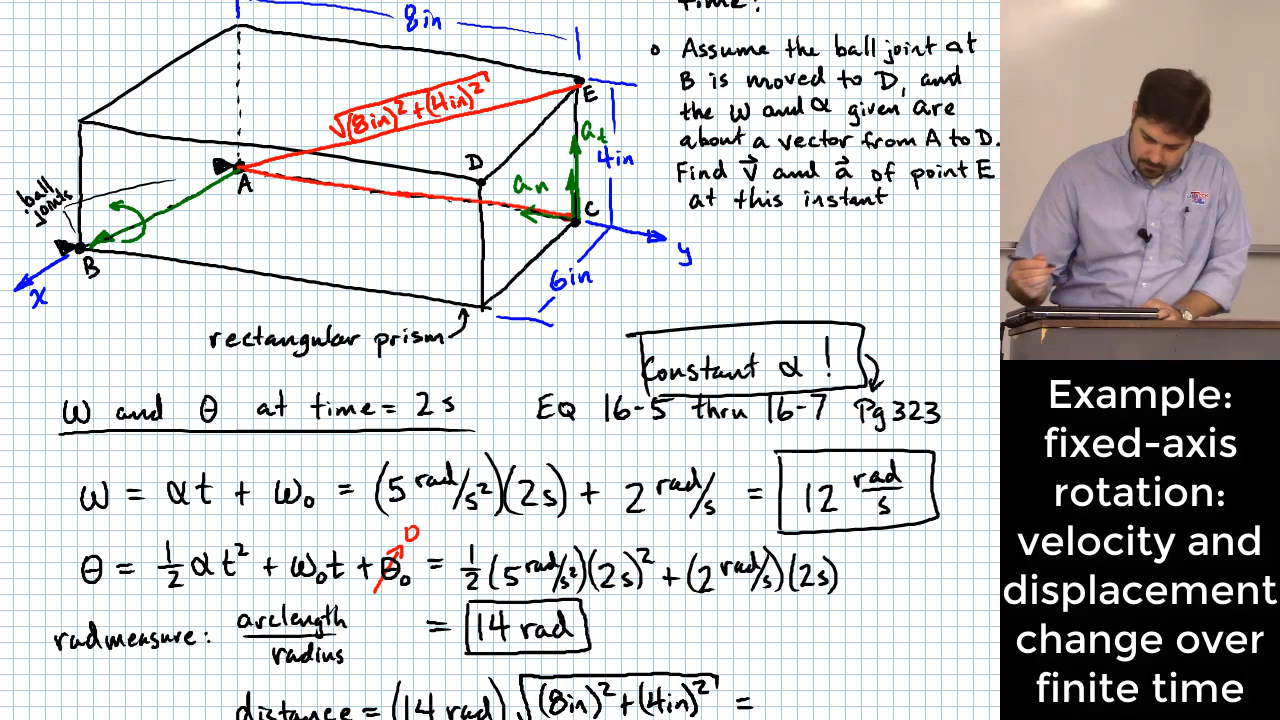 time?
8in
√(8in)²+(4in)²
E
D
at
4in
A
an
C
ball joints
B
x
y
6in
rectangular prism
o Assume the ball joint at
B is moved to D, and
the ω and α given are
about a vector from A to D.
Find v⃗ and a⃗ of point E
at this instant
Constant α !
ω and θ at time = 2s
EQ 16-5 thru 16-7 Pg 323
ω = αt + ω₀ = (5 rad/s²)(2s) + 2 rad/s = 12 rad/s
0
θ = 1/2 αt² + ω₀t + θ₀ = 1/2 (5 rad/s²)(2s)² + (2 rad/s)(2s)
rad measure: arclength/radius = 14 rad
distance = (14 rad) √(8in)²+(4in)² =
Example:
fixed-axis
rotation:
velocity and
displacement
change over
finite time